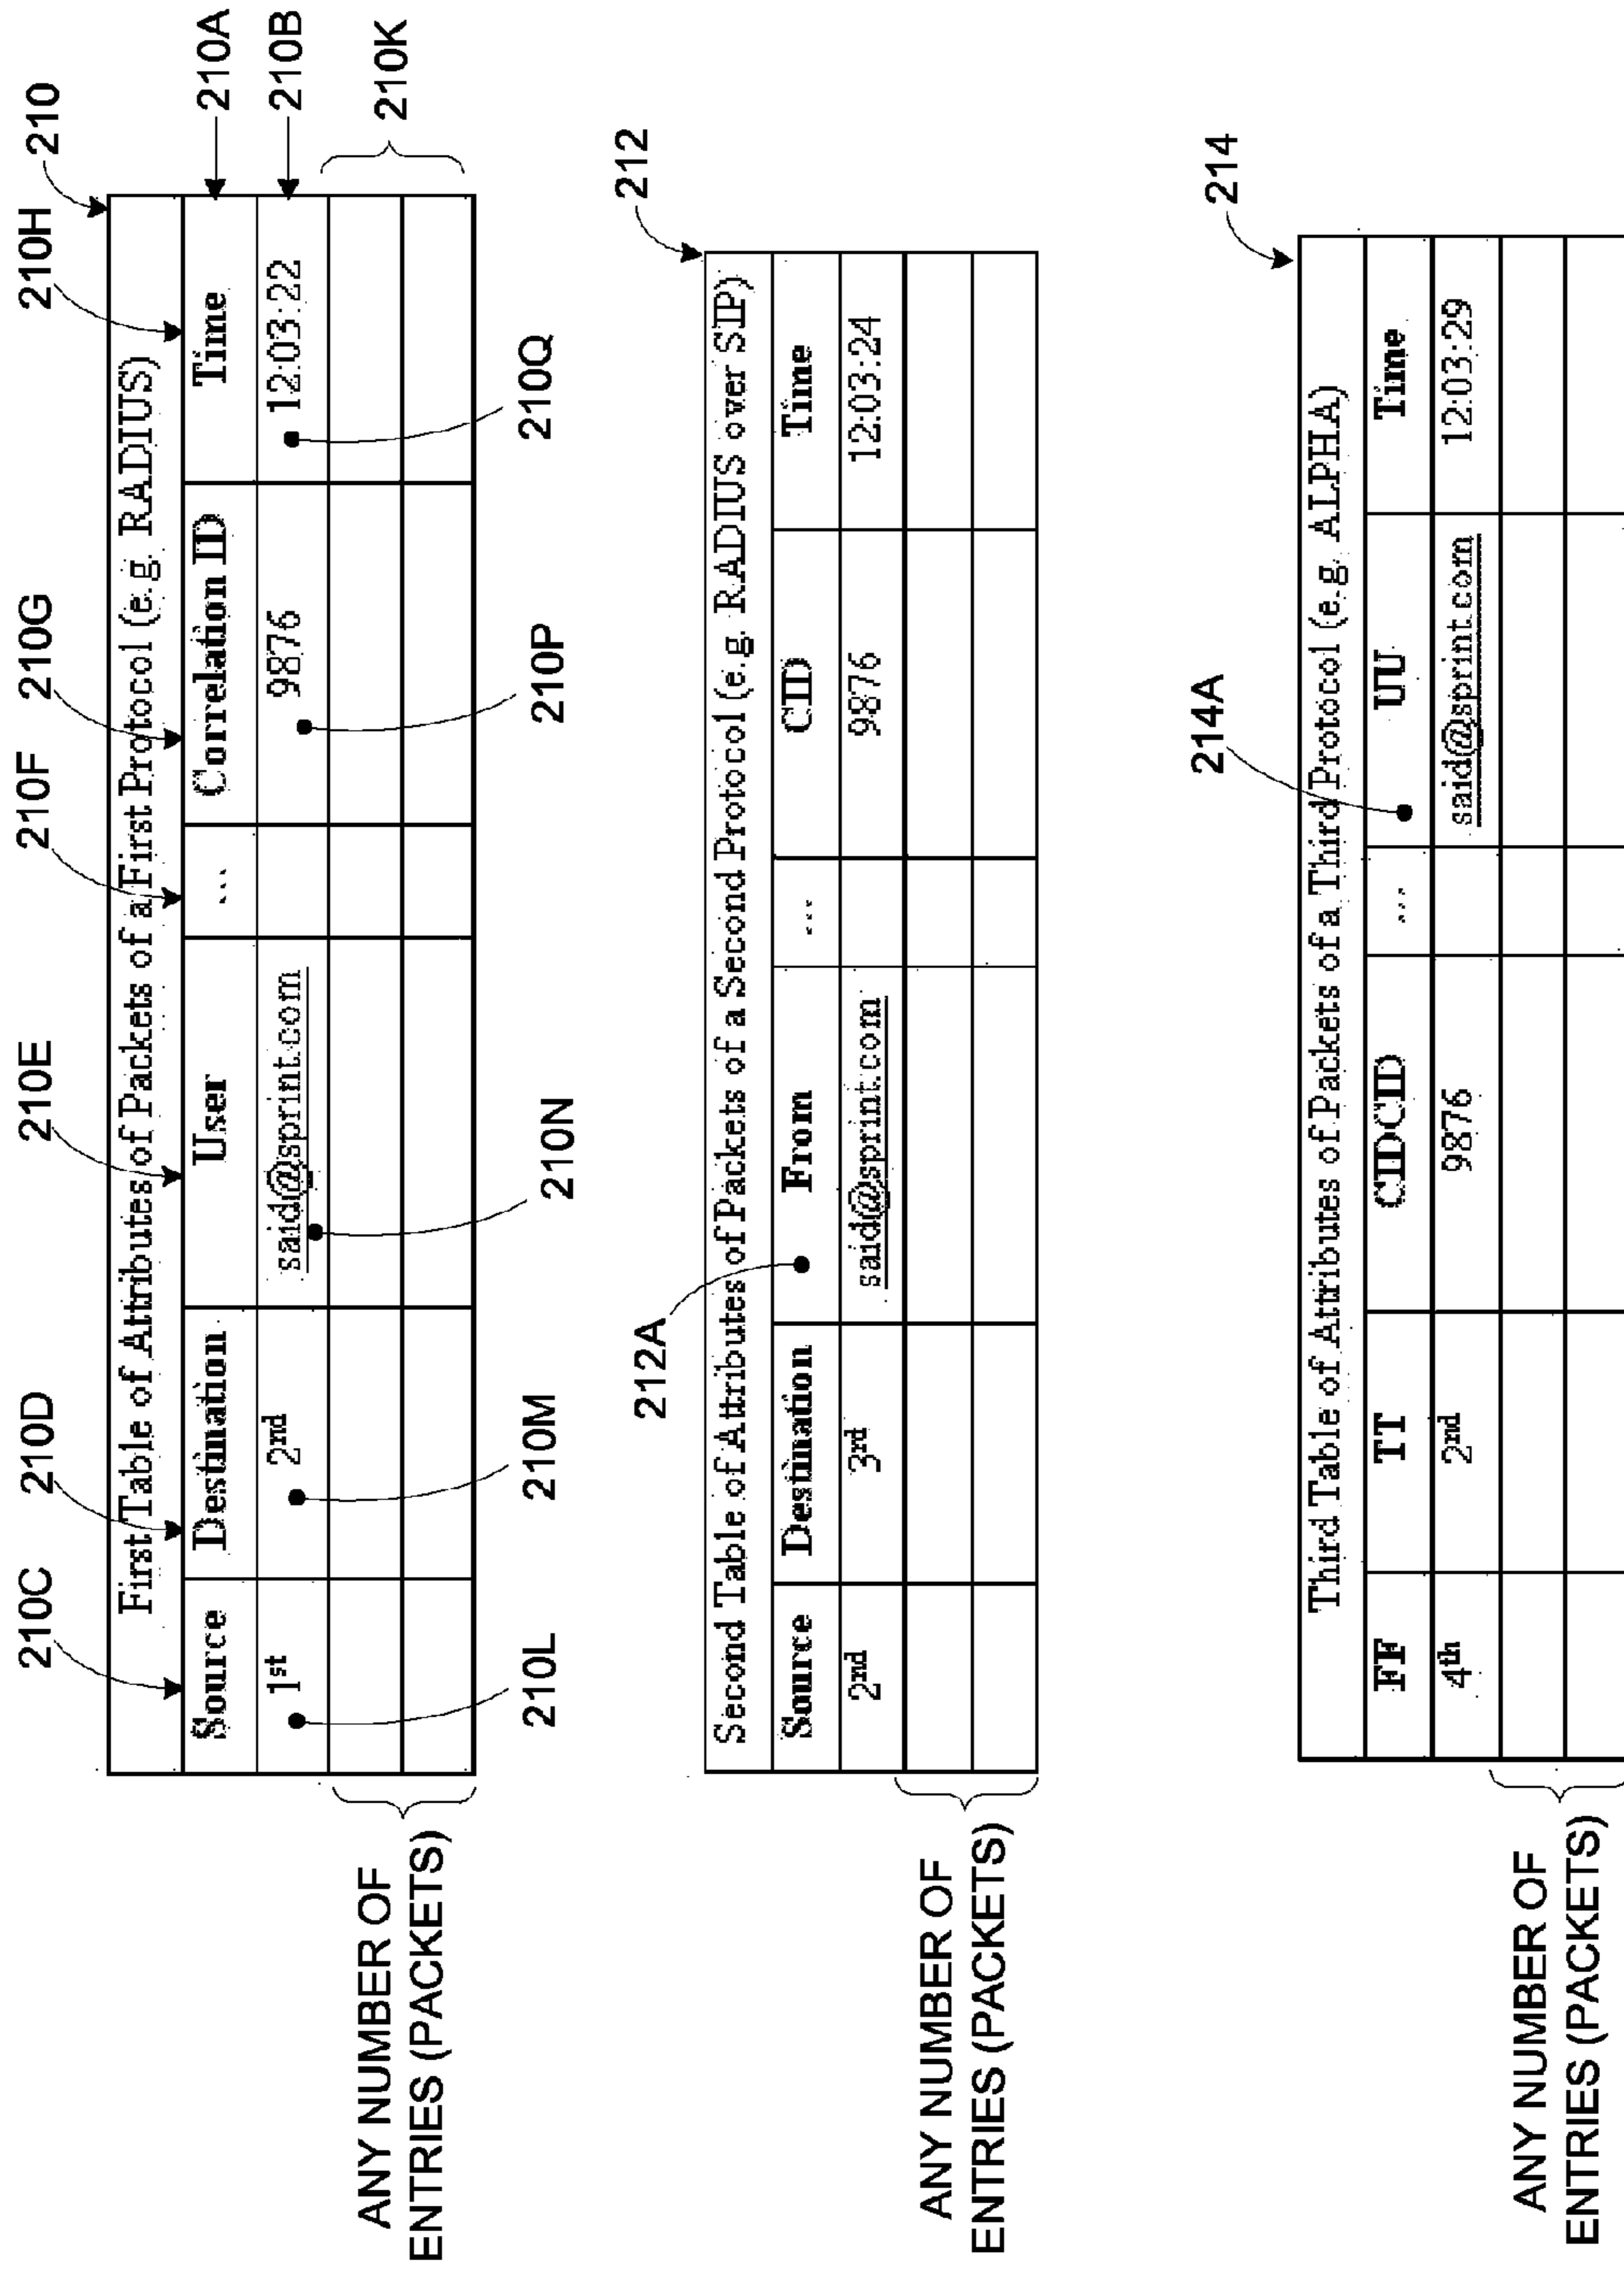 210C 210D 210E 210F 210G 210H 210
First Table of Attributes of Packets of a First Protocol (e.g. RADIUS)
Source Destination User ... Correlation ID Time 210A
1st 2nd said@sprint.com 9876 12:03:22 210B
210K
ANY NUMBER OF
ENTRIES (PACKETS)
210L 210M 210N 210P 210Q
212A 212
Second Table of Attributes of Packets of a Second Protocol (e.g. RADIUS over SIP)
Source Destination From ... CID Time
2nd 3rd said@sprint.com 9876 12:03:24
ANY NUMBER OF
ENTRIES (PACKETS)
214A 214
Third Table of Attributes of Packets of a Third Protocol (e.g. ALPHA)
FF TT CIDCID ... UU Time
4th 2nd 9876 said@sprint.com 12:03:29
ANY NUMBER OF
ENTRIES (PACKETS)